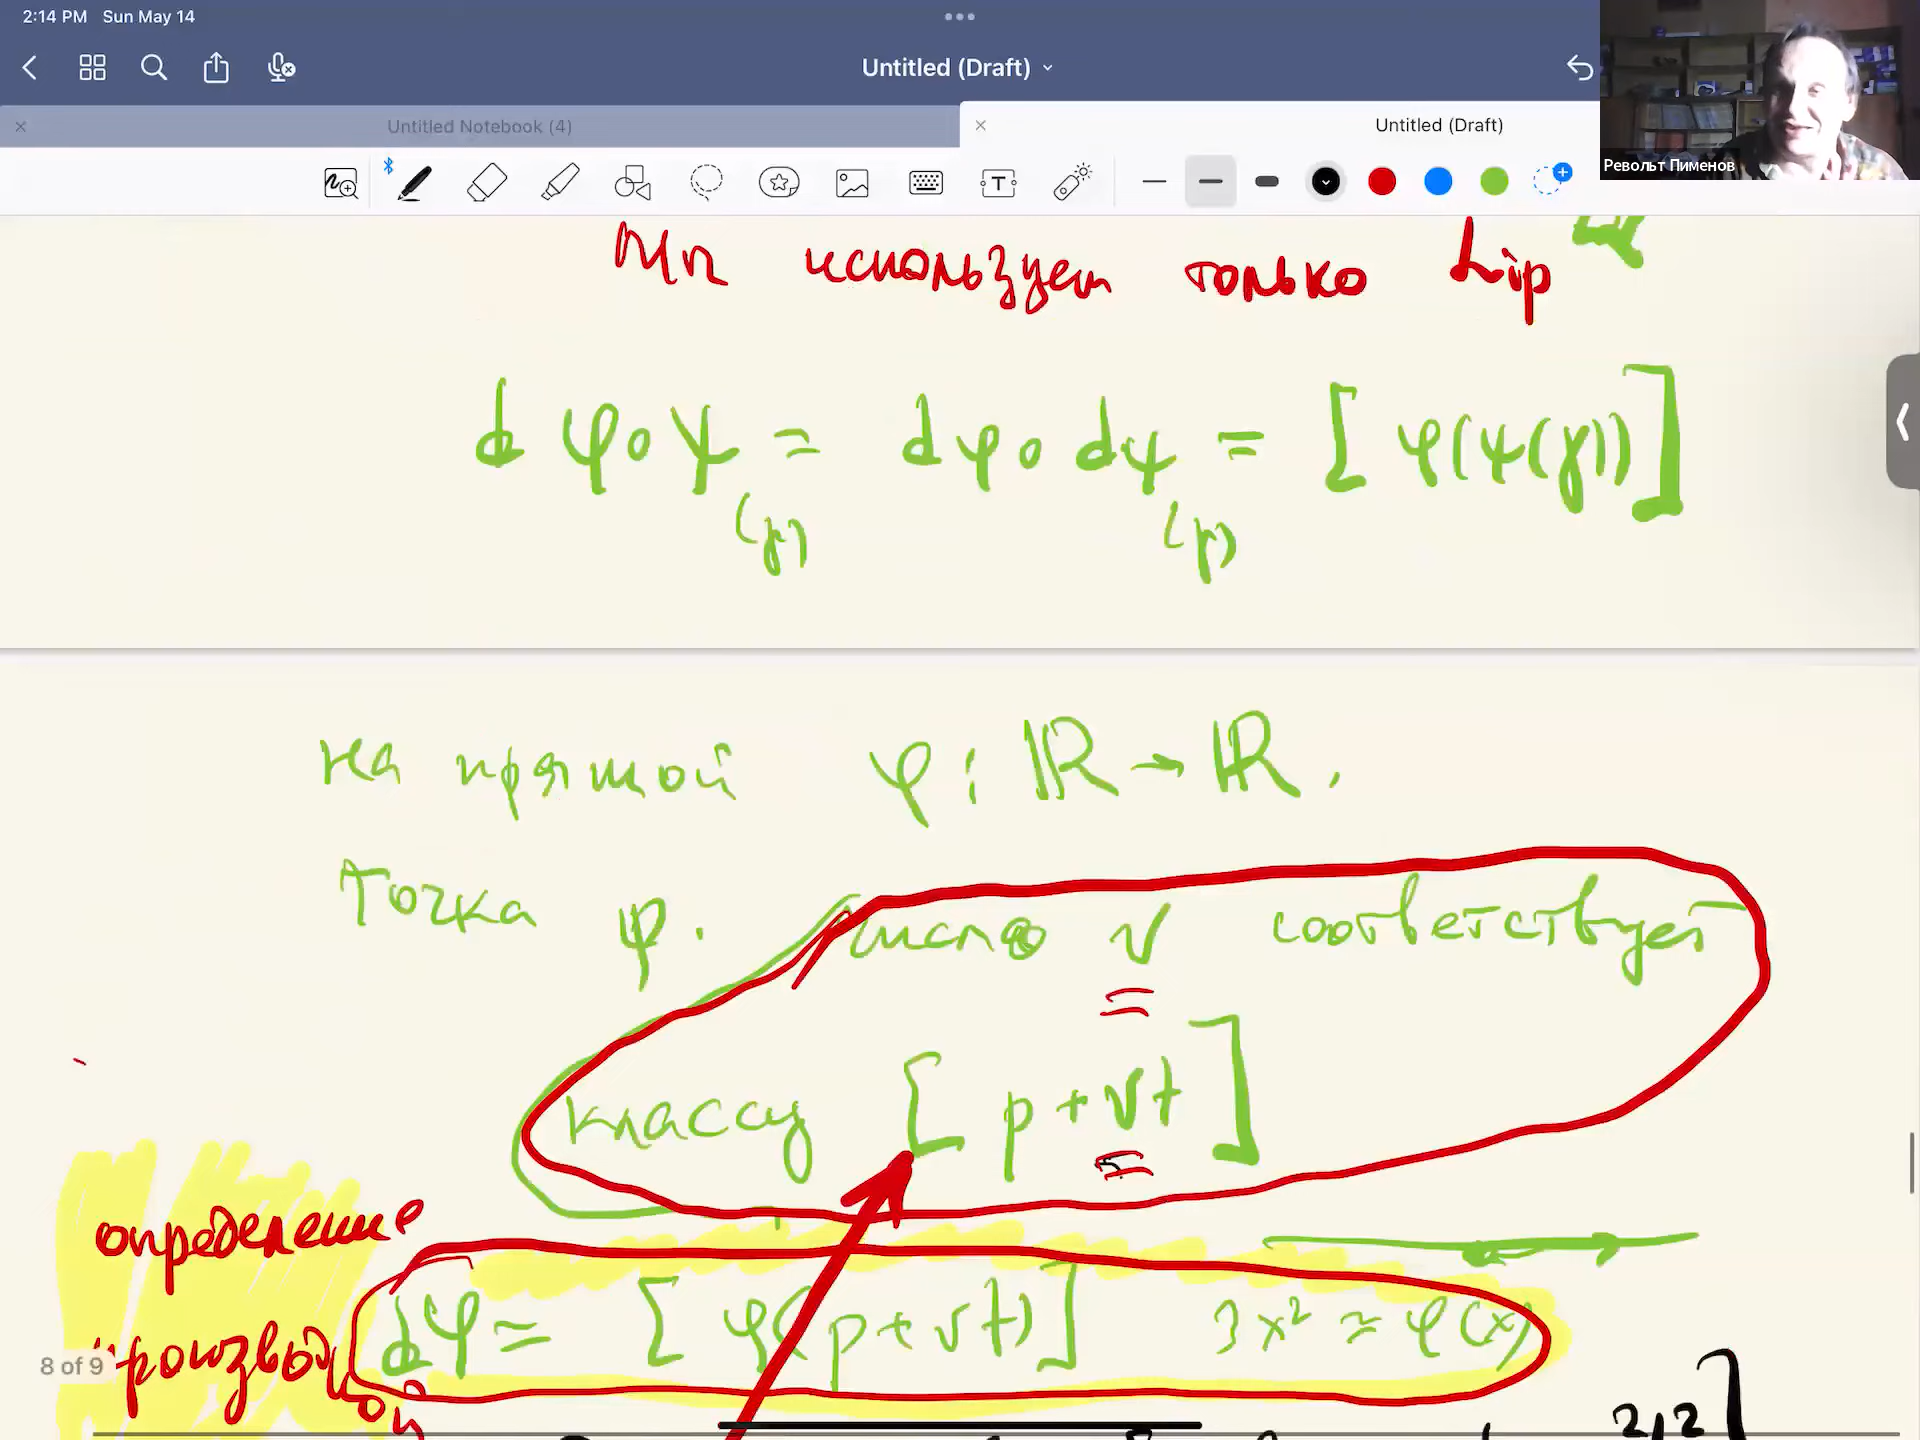 2:14 PM Sun May 14
Untitled (Draft)
Untitled Notebook (4)
Untitled (Draft)
Револьт Пименов
использует только Lip
d φ∘ψ = dφ∘dψ = [φ(ψ(γ))]
(γ) (γ)
на прямой φ: ℝ→ℝ.
Точка p. число v соответствует
классу [p+vt]
определение
dφ = [φ(p+vt)] 3x² = φ(x)
производной
8 of 9